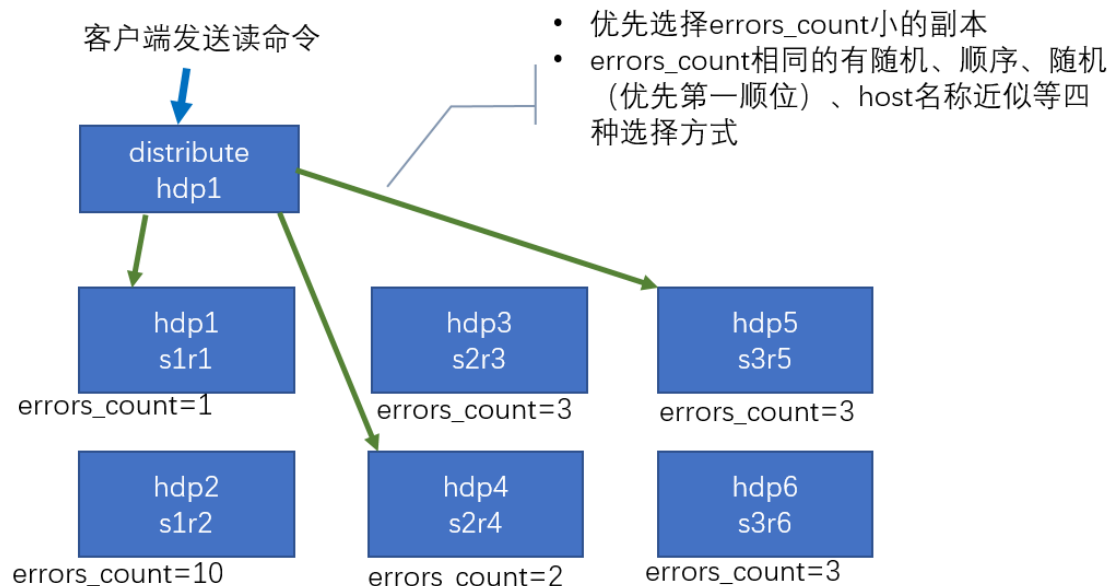 客户端发送读命令
• 优先选择errors_count小的副本
• errors_count相同的有随机、顺序、随机
（优先第一顺位）、host名称近似等四
种选择方式
distribute
hdp1
hdp1
s1r1
errors_count=1
hdp3
s2r3
errors_count=3
hdp5
s3r5
errors_count=3
hdp2
s1r2
errors_count=10
hdp4
s2r4
errors_count=2
hdp6
s3r6
errors_count=3